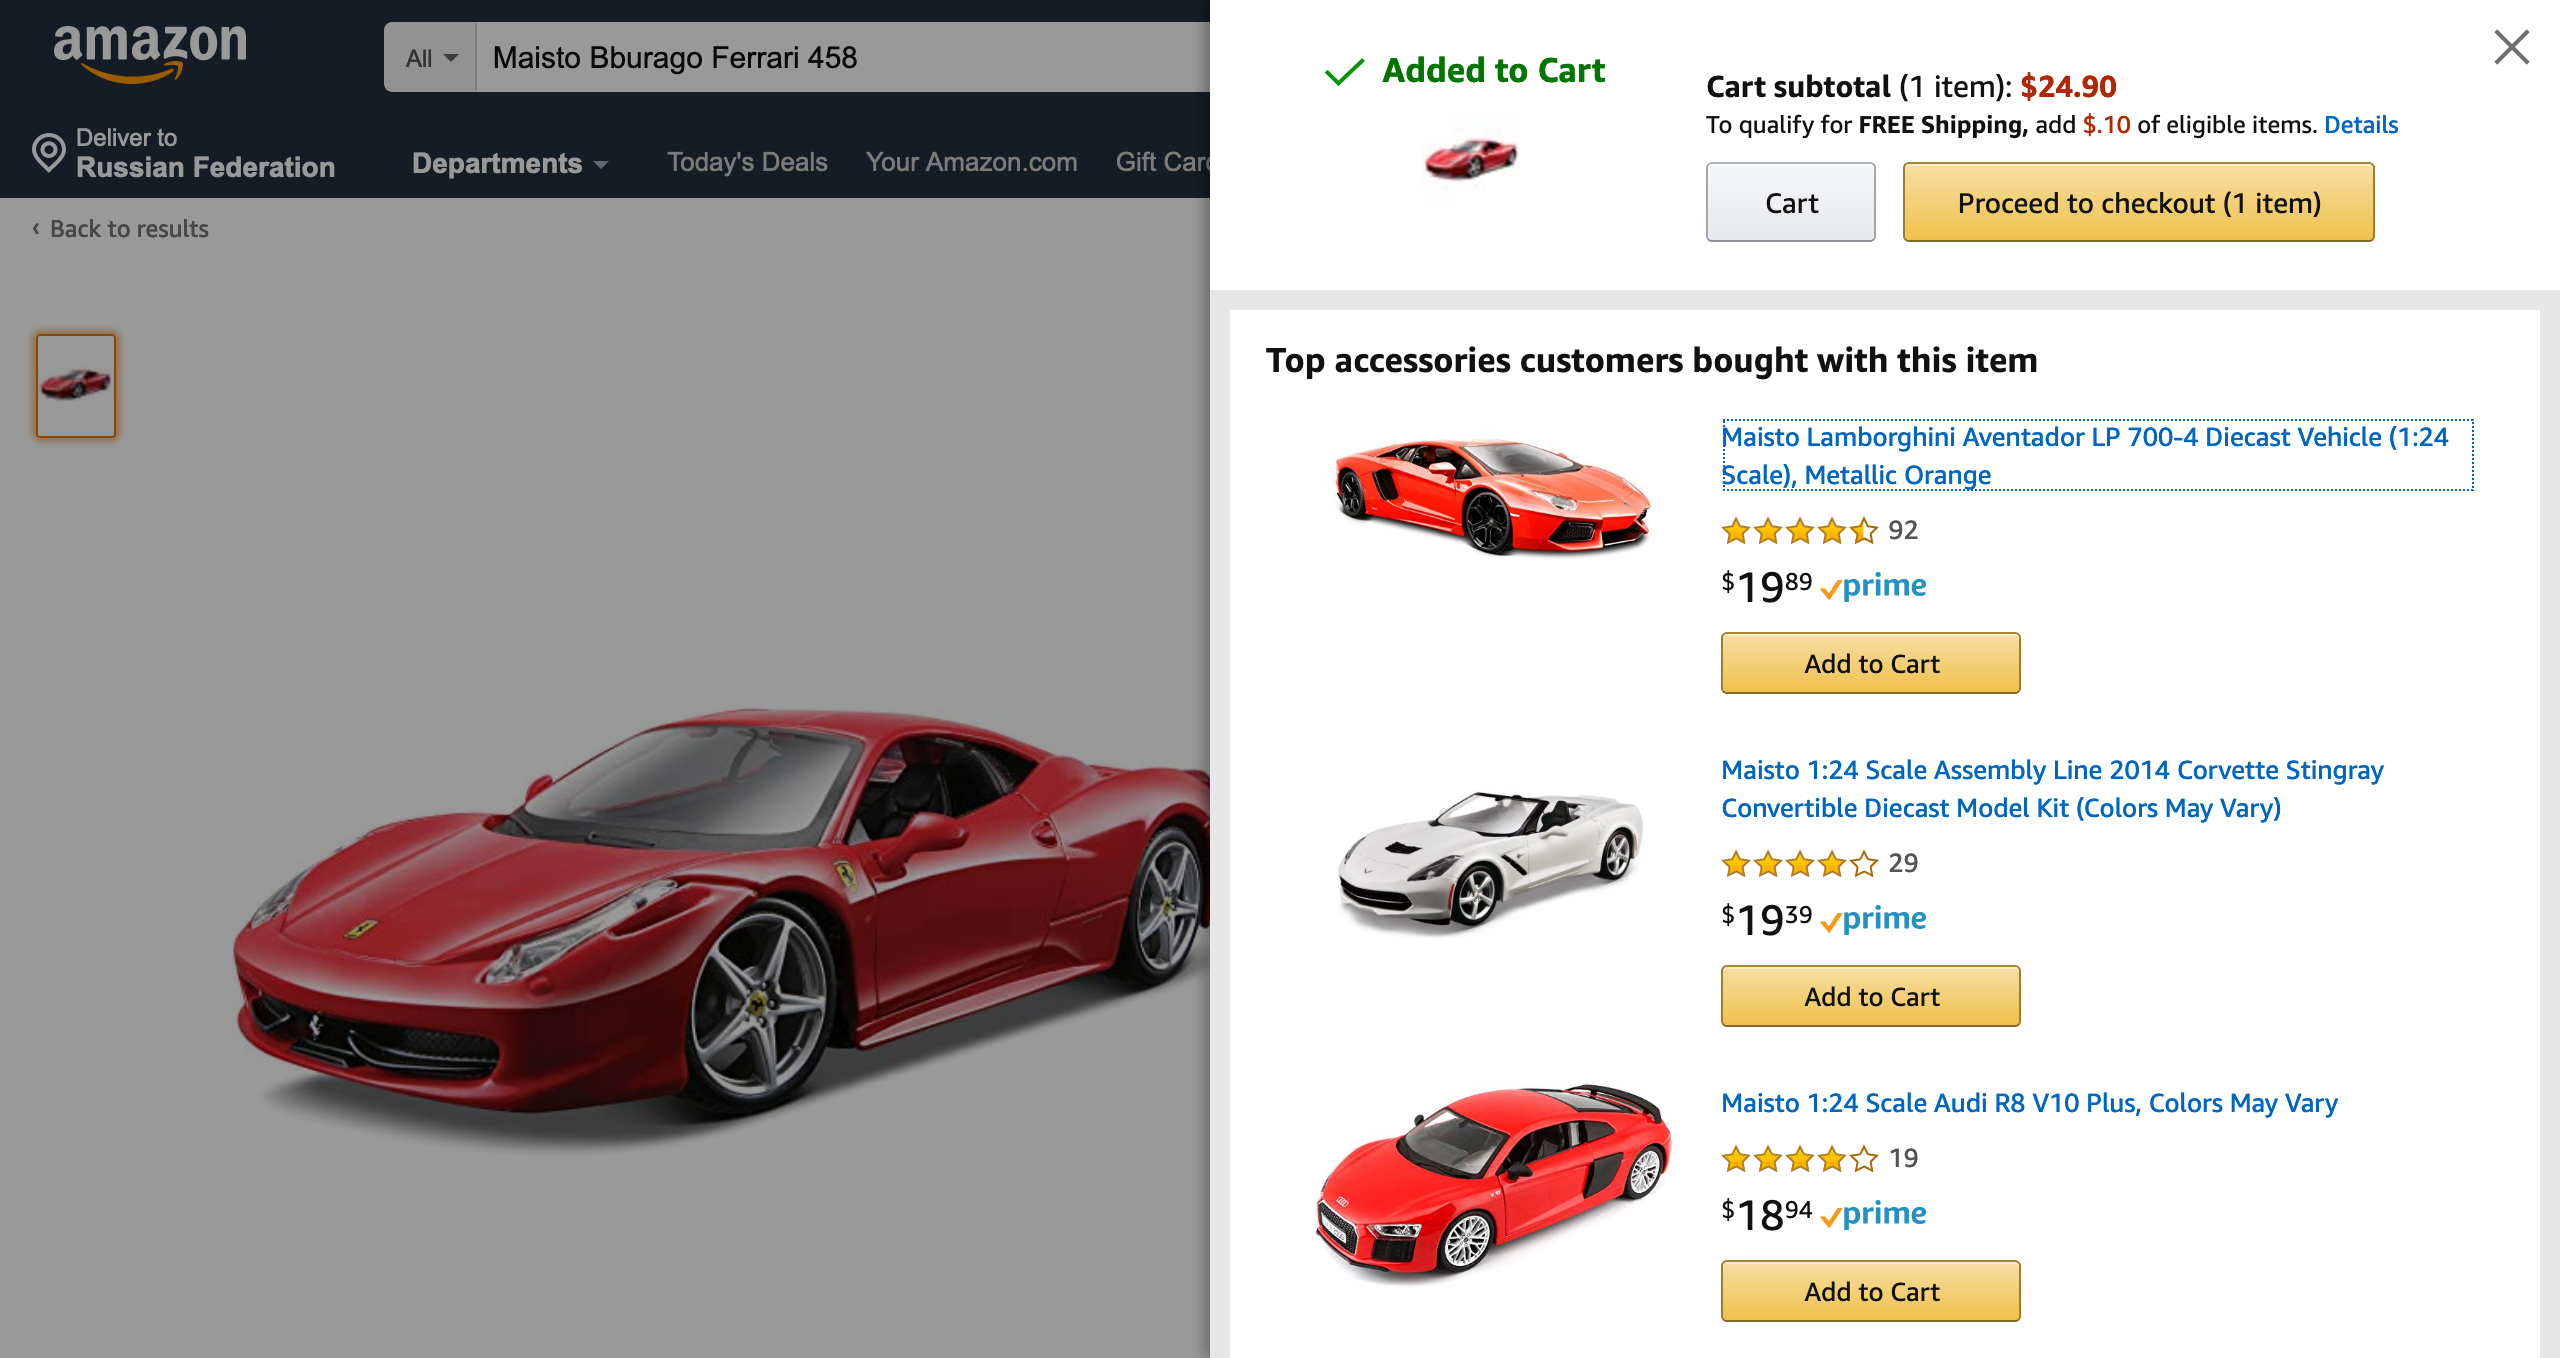 amazon
All
Maisto Bburago Ferrari 458
Deliver to
Russian Federation
Departments
Today's Deals
Your Amazon.com
Gift Car
‹ Back to results
Added to Cart
Cart subtotal (1 item): $24.90
To qualify for FREE Shipping, add $.10 of eligible items. Details
Cart
Proceed to checkout (1 item)
Top accessories customers bought with this item
Maisto Lamborghini Aventador LP 700-4 Diecast Vehicle (1:24
Scale), Metallic Orange
92
$19 89 prime
Add to Cart
Maisto 1:24 Scale Assembly Line 2014 Corvette Stingray
Convertible Diecast Model Kit (Colors May Vary)
29
$19 39 prime
Add to Cart
Maisto 1:24 Scale Audi R8 V10 Plus, Colors May Vary
19
$18 94 prime
Add to Cart